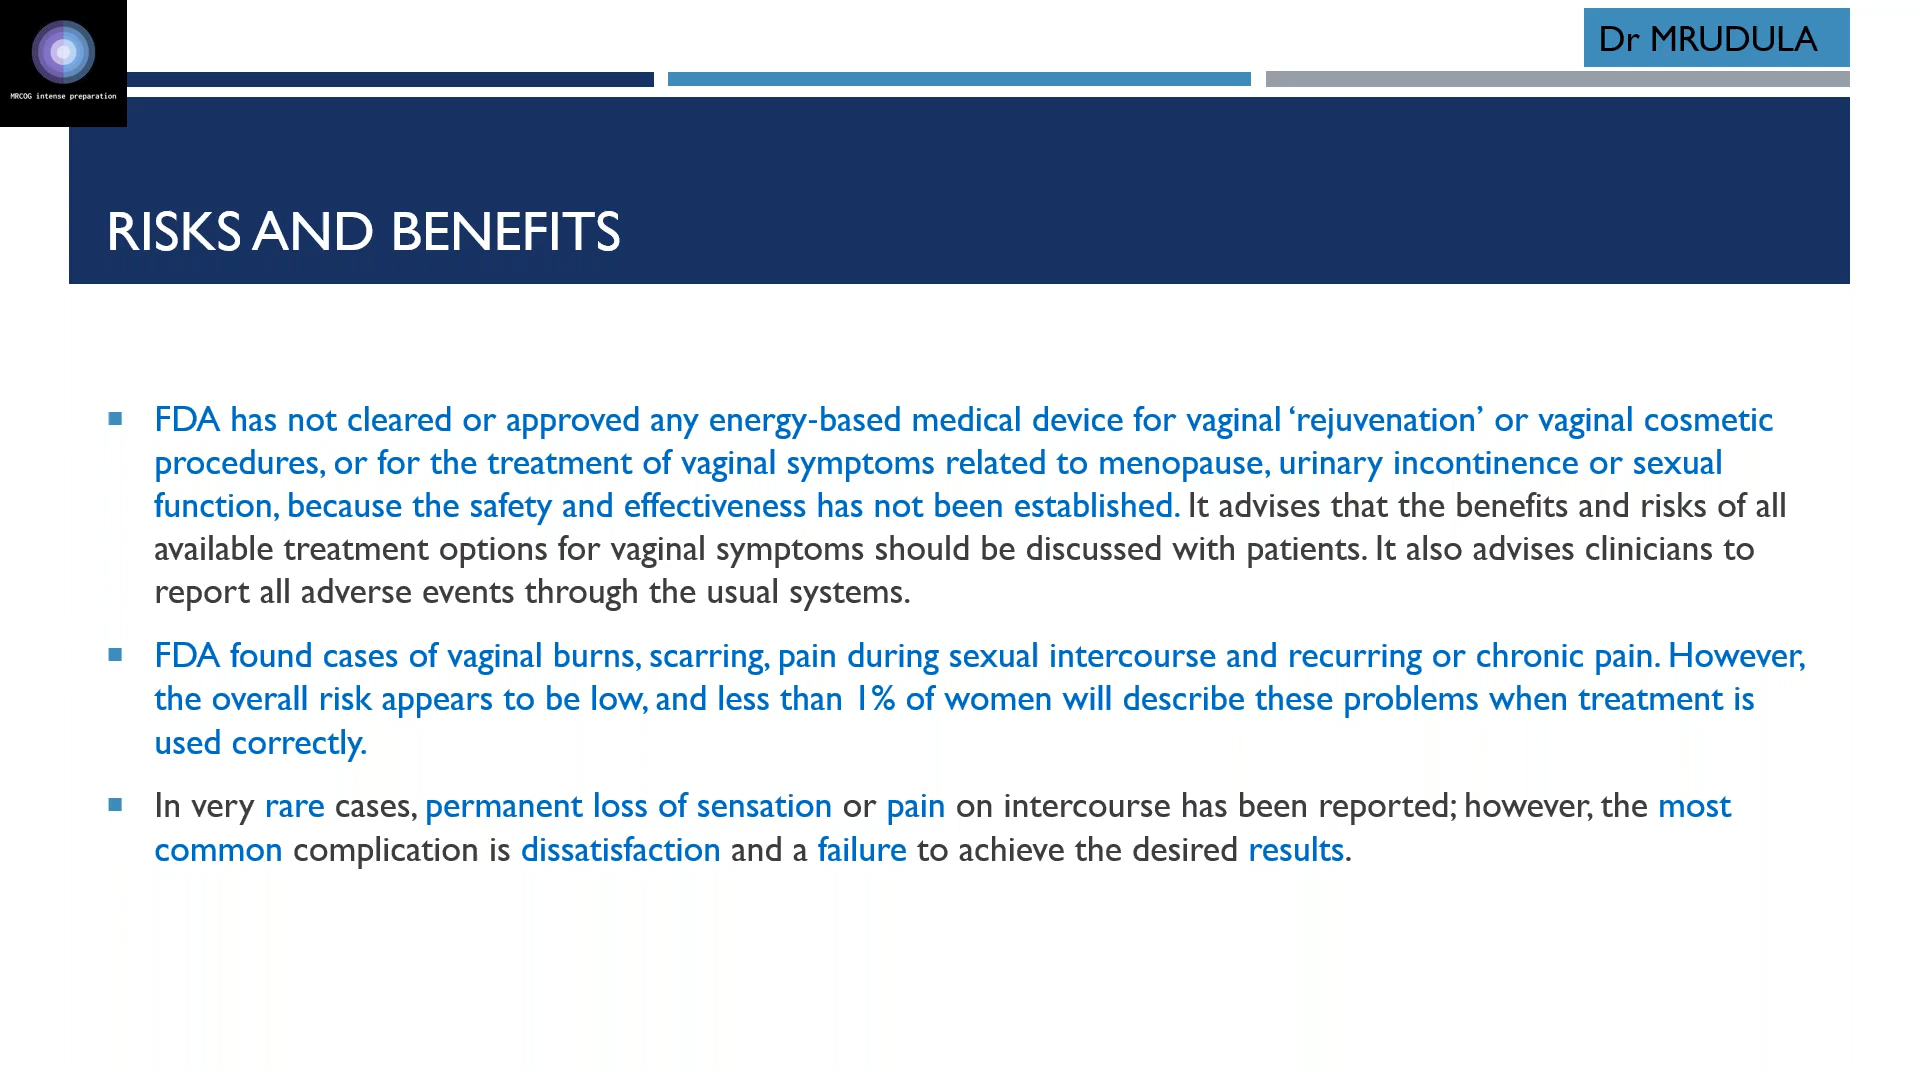 Dr MRUDULA
MRCOG intense preparation
RISKS AND BENEFITS
FDA has not cleared or approved any energy-based medical device for vaginal ‘rejuvenation’ or vaginal cosmetic
procedures, or for the treatment of vaginal symptoms related to menopause, urinary incontinence or sexual
function, because the safety and effectiveness has not been established. It advises that the benefits and risks of all
available treatment options for vaginal symptoms should be discussed with patients. It also advises clinicians to
report all adverse events through the usual systems.
FDA found cases of vaginal burns, scarring, pain during sexual intercourse and recurring or chronic pain. However,
the overall risk appears to be low, and less than 1% of women will describe these problems when treatment is
used correctly.
In very rare cases, permanent loss of sensation or pain on intercourse has been reported; however, the most
common complication is dissatisfaction and a failure to achieve the desired results.